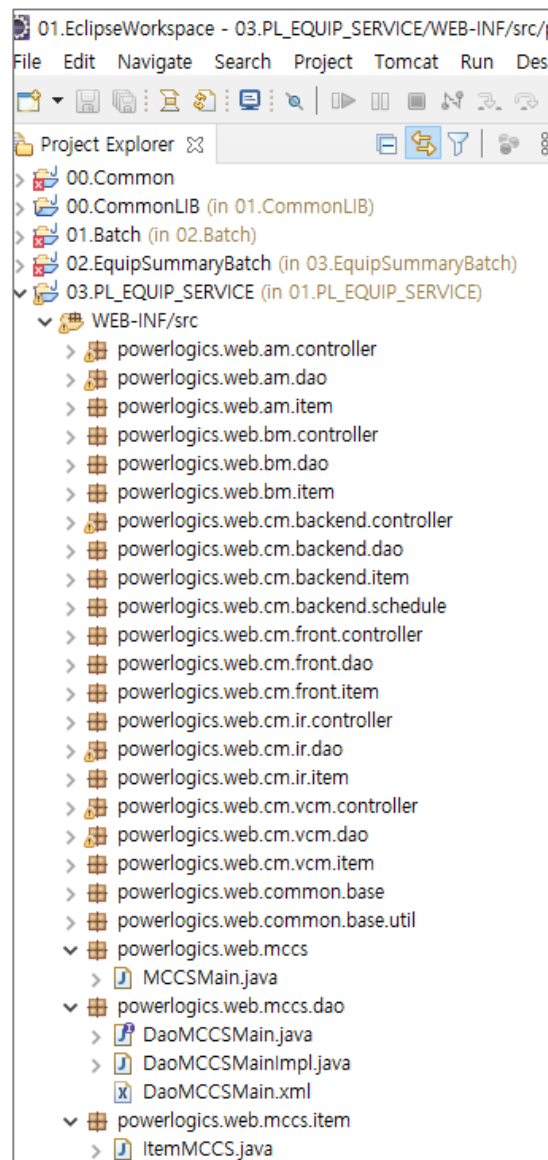 01.EclipseWorkspace - 03.PL_EQUIP_SERVICE/WEB-INF/src/p
File Edit Navigate Search Project Tomcat Run Des
Project Explorer
00.Common
00.CommonLIB (in 01.CommonLIB)
01.Batch (in 02.Batch)
02.EquipSummaryBatch (in 03.EquipSummaryBatch)
03.PL_EQUIP_SERVICE (in 01.PL_EQUIP_SERVICE)
WEB-INF/src
powerlogics.web.am.controller
powerlogics.web.am.dao
powerlogics.web.am.item
powerlogics.web.bm.controller
powerlogics.web.bm.dao
powerlogics.web.bm.item
powerlogics.web.cm.backend.controller
powerlogics.web.cm.backend.dao
powerlogics.web.cm.backend.item
powerlogics.web.cm.backend.schedule
powerlogics.web.cm.front.controller
powerlogics.web.cm.front.dao
powerlogics.web.cm.front.item
powerlogics.web.cm.ir.controller
powerlogics.web.cm.ir.dao
powerlogics.web.cm.ir.item
powerlogics.web.cm.vcm.controller
powerlogics.web.cm.vcm.dao
powerlogics.web.cm.vcm.item
powerlogics.web.common.base
powerlogics.web.common.base.util
powerlogics.web.mccs
MCCSMain.java
powerlogics.web.mccs.dao
DaoMCCSMain.java
DaoMCCSMainImpl.java
DaoMCCSMain.xml
powerlogics.web.mccs.item
ItemMCCS.java